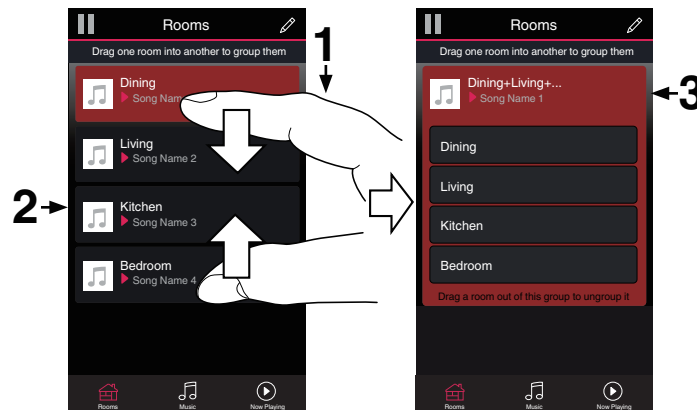 Rooms
Drag one room into another to group them
Dining
Song Nam
Living
Song Name 2
Kitchen
Song Name 3
Bedroom
Song Name 4
Rooms
Music
Now Playing
1
2
Rooms
Drag one room into another to group them
Dining+Living+...
Song Name 1
Dining
Living
Kitchen
Bedroom
Drag a room out of this group to ungroup it
Rooms
Music
Now Playing
3